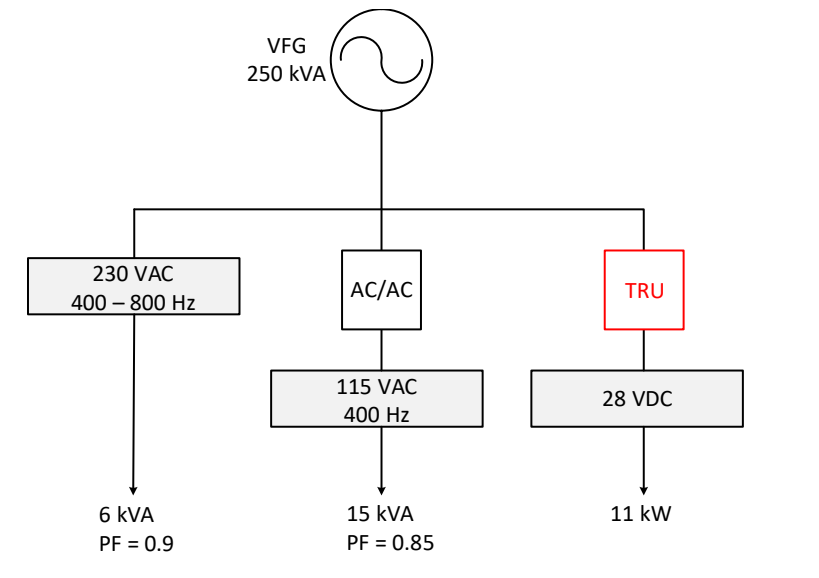 VFG
250 kVA
230 VAC
400 – 800 Hz
AC/AC
TRU
115 VAC
400 Hz
28 VDC
6 kVA
PF = 0.9
15 kVA
PF = 0.85
11 kW